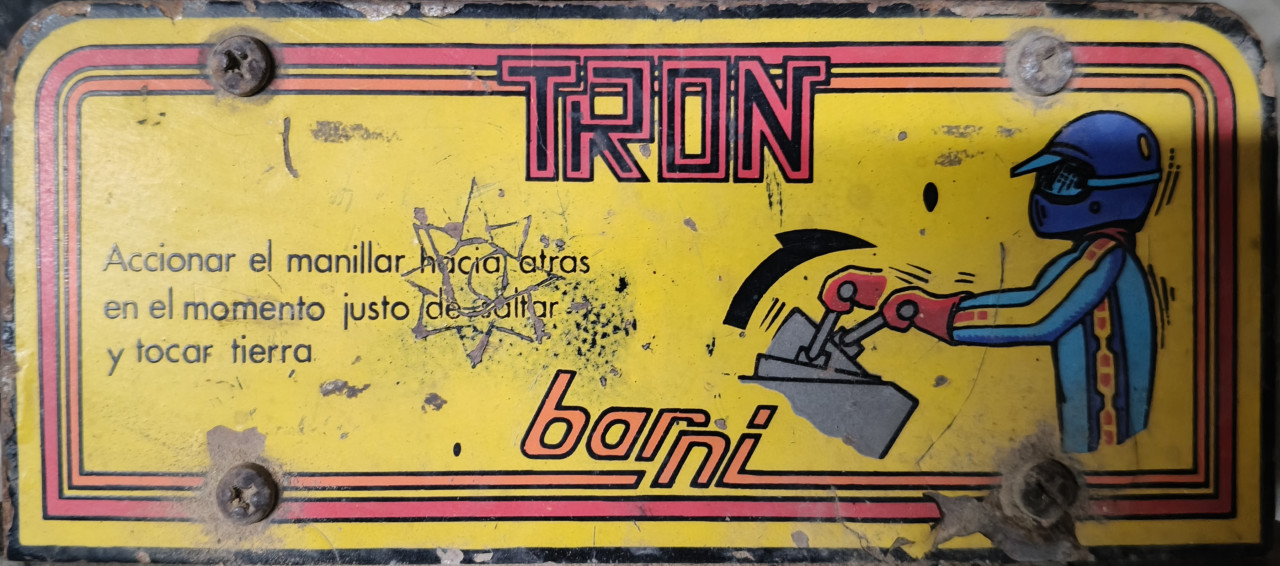 TRON
Accionar el manillar hacia atras
en el momento justo de saltar
y tocar tierra
barni